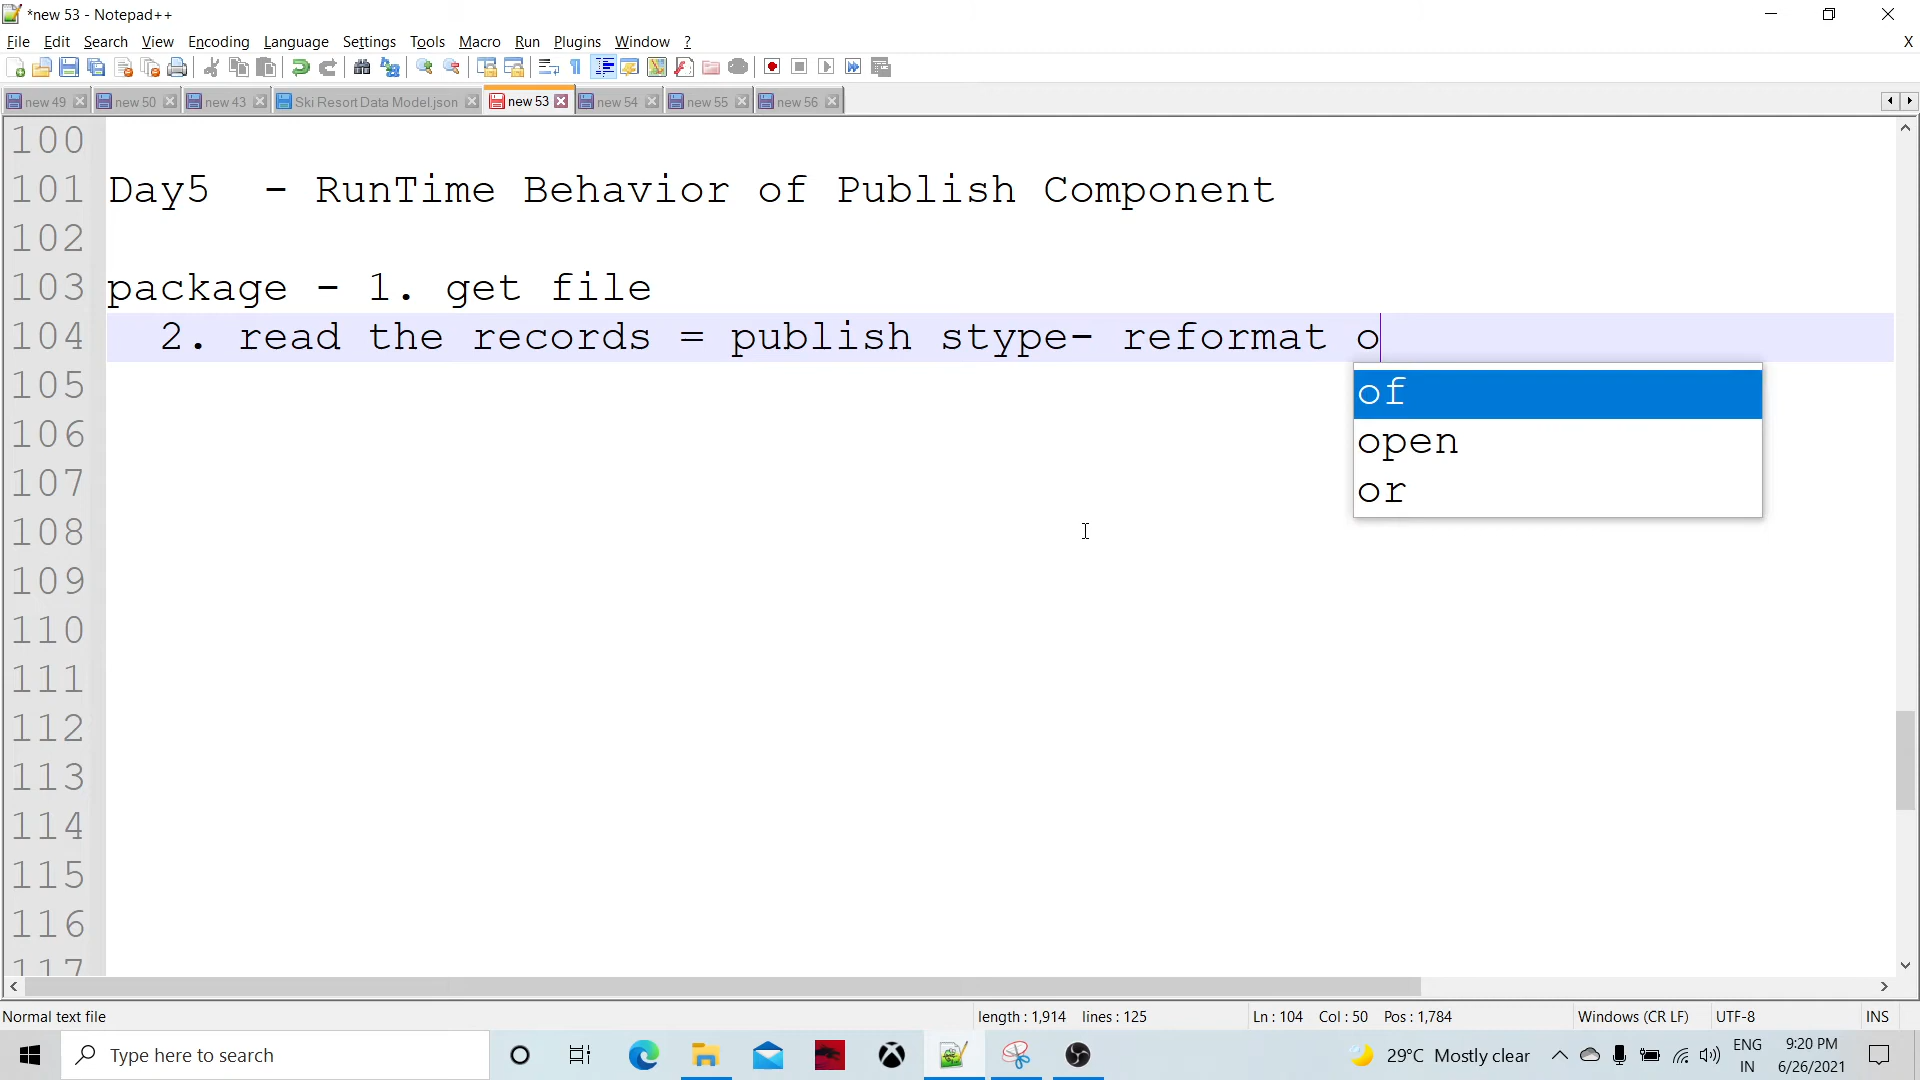 *new 53 - Notepad++
File Edit Search View Encoding Language Settings Tools Macro Run Plugins Window ?
X
new 49 new 50 new 43 Ski Resort Data Model.json new 53 new 54 new 55 new 56
100
101 Day5  - RunTime Behavior of Publish Component
102
103 package - 1. get file
104   2. read the records = publish stype- reformat o
105
of
106
open
107
or
108
109
110
111
112
113
114
115
116
117
Normal text file length : 1,914 lines : 125 Ln : 104 Col : 50 Pos : 1,784 Windows (CR LF) UTF-8 INS
Type here to search 29°C Mostly clear ENG IN 9:20 PM 6/26/2021